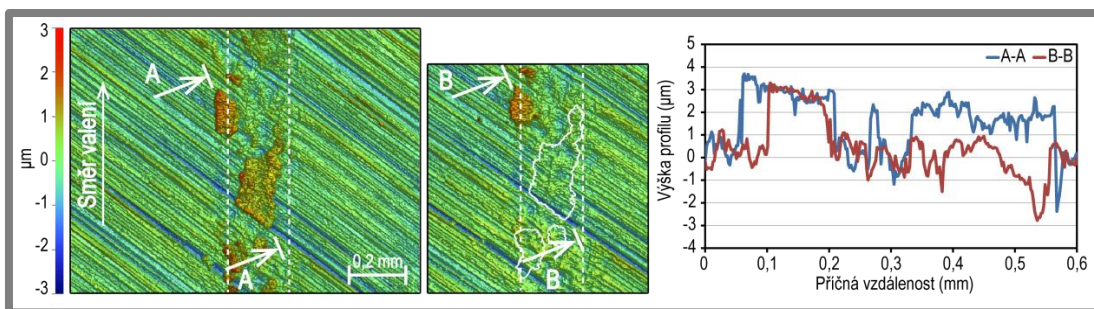 3
2
1
0.0
-1
-2
-3
µm
Směr valení
A
A
0.2 mm
B
B
5
4
3
2
1
0
-1
-2
-3
-4
Výška profilu (µm)
A-A
B-B
0
0,1
0,2
0,3
0,4
0,5
0,6
Příčná vzdálenost (mm)